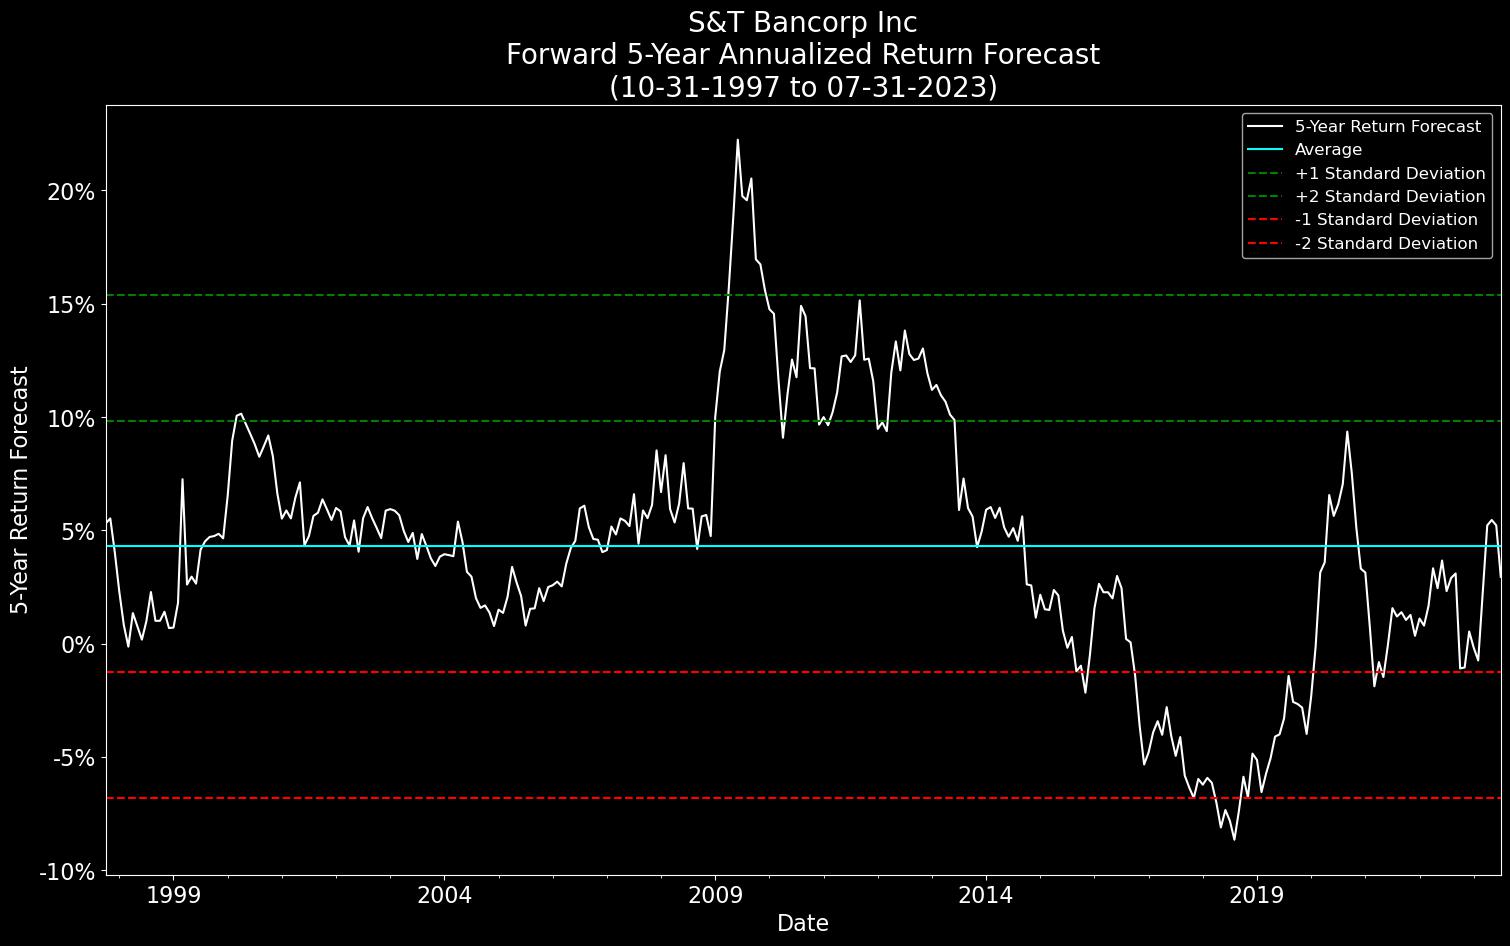 S&T Bancorp Inc
Forward 5-Year Annualized Return Forecast
(10-31-1997 to 07-31-2023)
5-Year Return Forecast
Average
+1 Standard Deviation
+2 Standard Deviation
-1 Standard Deviation
-2 Standard Deviation
20%
15%
10%
5%
0%
-5%
-10%
5-Year Return Forecast
1999 2004 2009 2014 2019
Date